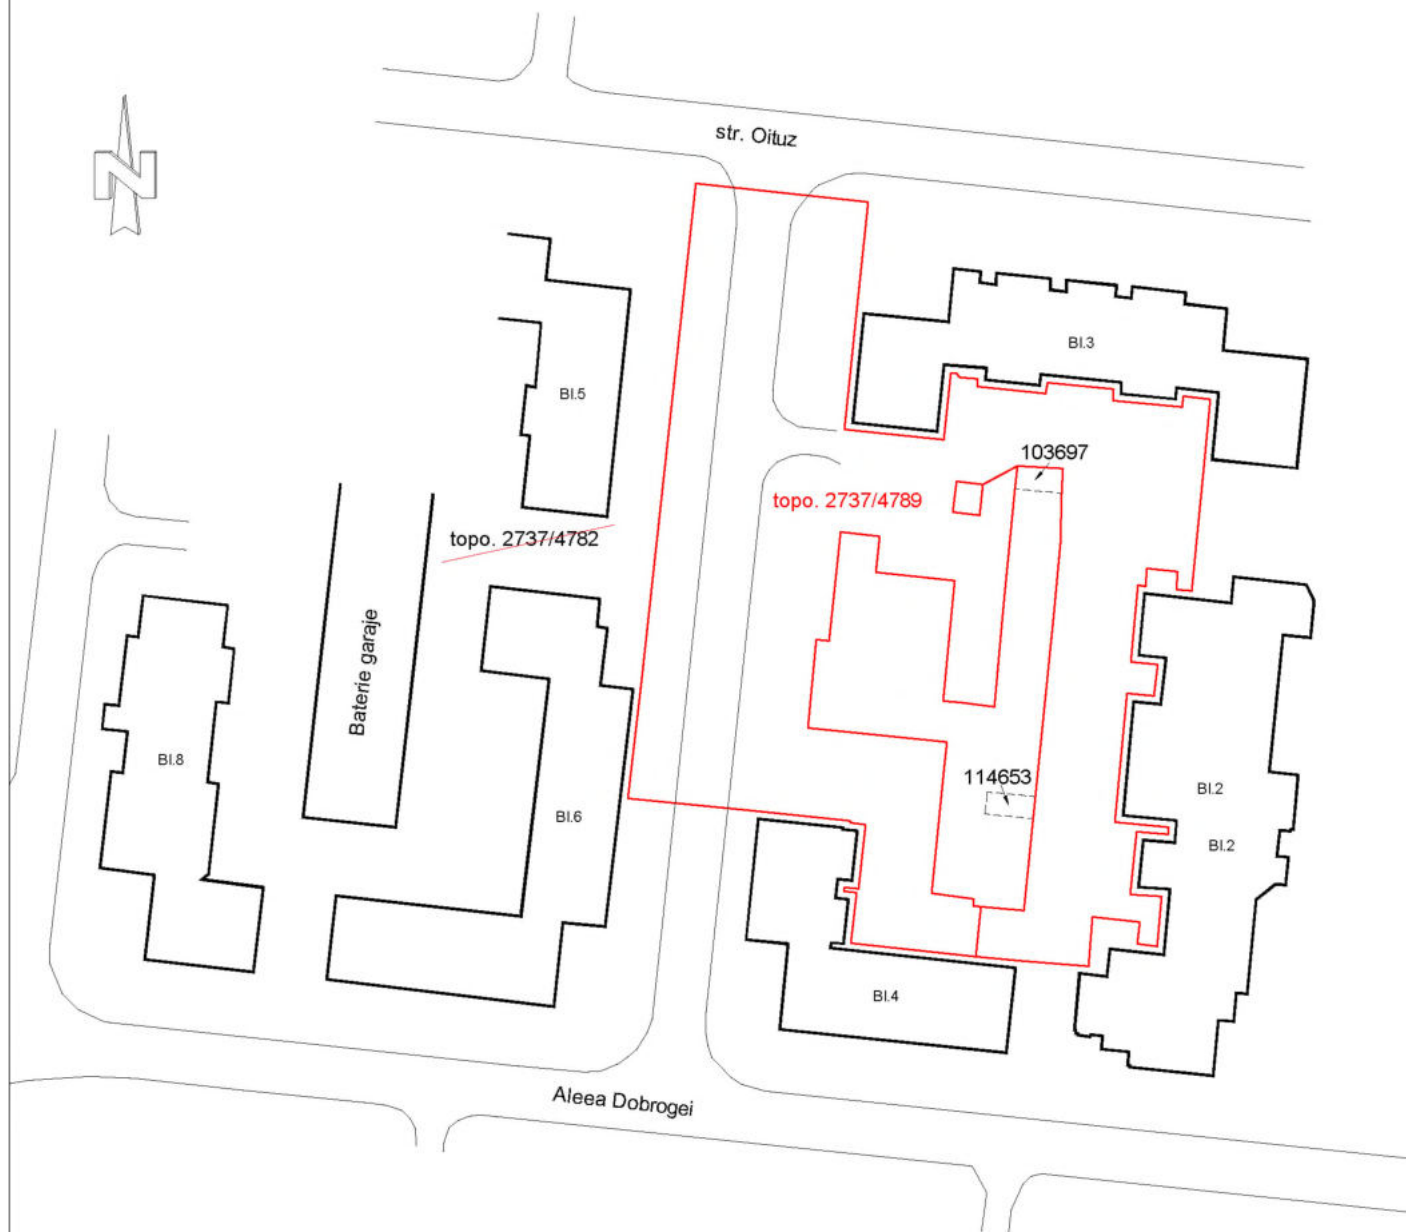 str. Oituz
N
Bl.3
Bl.5
103697
topo. 2737/4789
topo. 2737/4782
Baterie garaje
Bl.8
114653
Bl.2
Bl.6
Bl.2
Bl.4
Aleea Dobrogei